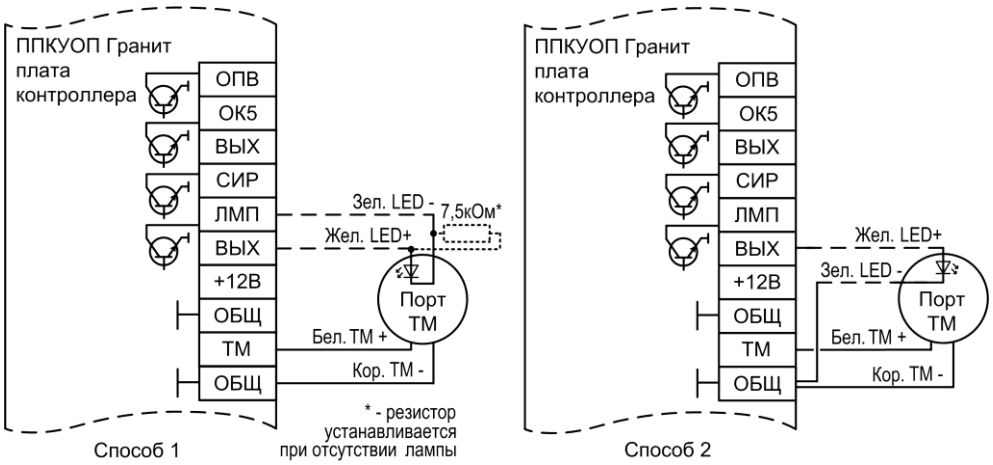 ППКУОП Гранит
плата
контроллера
ОПВ
ОК5
ВЫХ
СИР
ЛМП
ВЫХ
+12В
ОБЩ
ТМ
ОБЩ
Зел. LED -
7,5кОм*
Жел. LED+
Порт
ТМ
Бел. ТМ +
Кор. ТМ -
* - резистор
устанавливается
при отсутствии лампы
Способ 1
ППКУОП Гранит
плата
контроллера
ОПВ
ОК5
ВЫХ
СИР
ЛМП
ВЫХ
+12В
ОБЩ
ТМ
ОБЩ
Жел. LED+
Зел. LED -
Порт
ТМ
Бел. ТМ +
Кор. ТМ -
Способ 2